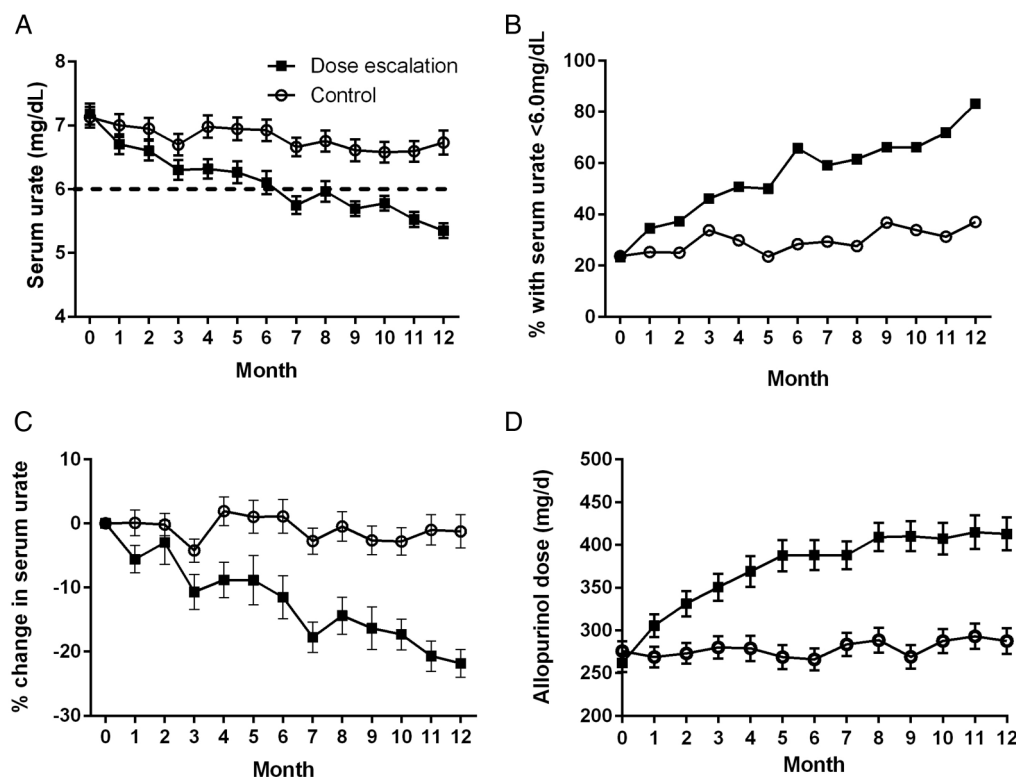 A
Serum urate (mg/dL)
8
7
6
5
4
Dose escalation
Control
0 1 2 3 4 5 6 7 8 9 10 11 12
Month
B
% with serum urate <6.0mg/dL
100
80
60
40
20
0
0 1 2 3 4 5 6 7 8 9 10 11 12
Month
C
% change in serum urate
10
0
-10
-20
-30
0 1 2 3 4 5 6 7 8 9 10 11 12
Month
D
Allopurinol dose (mg/d)
500
450
400
350
300
250
200
0 1 2 3 4 5 6 7 8 9 10 11 12
Month